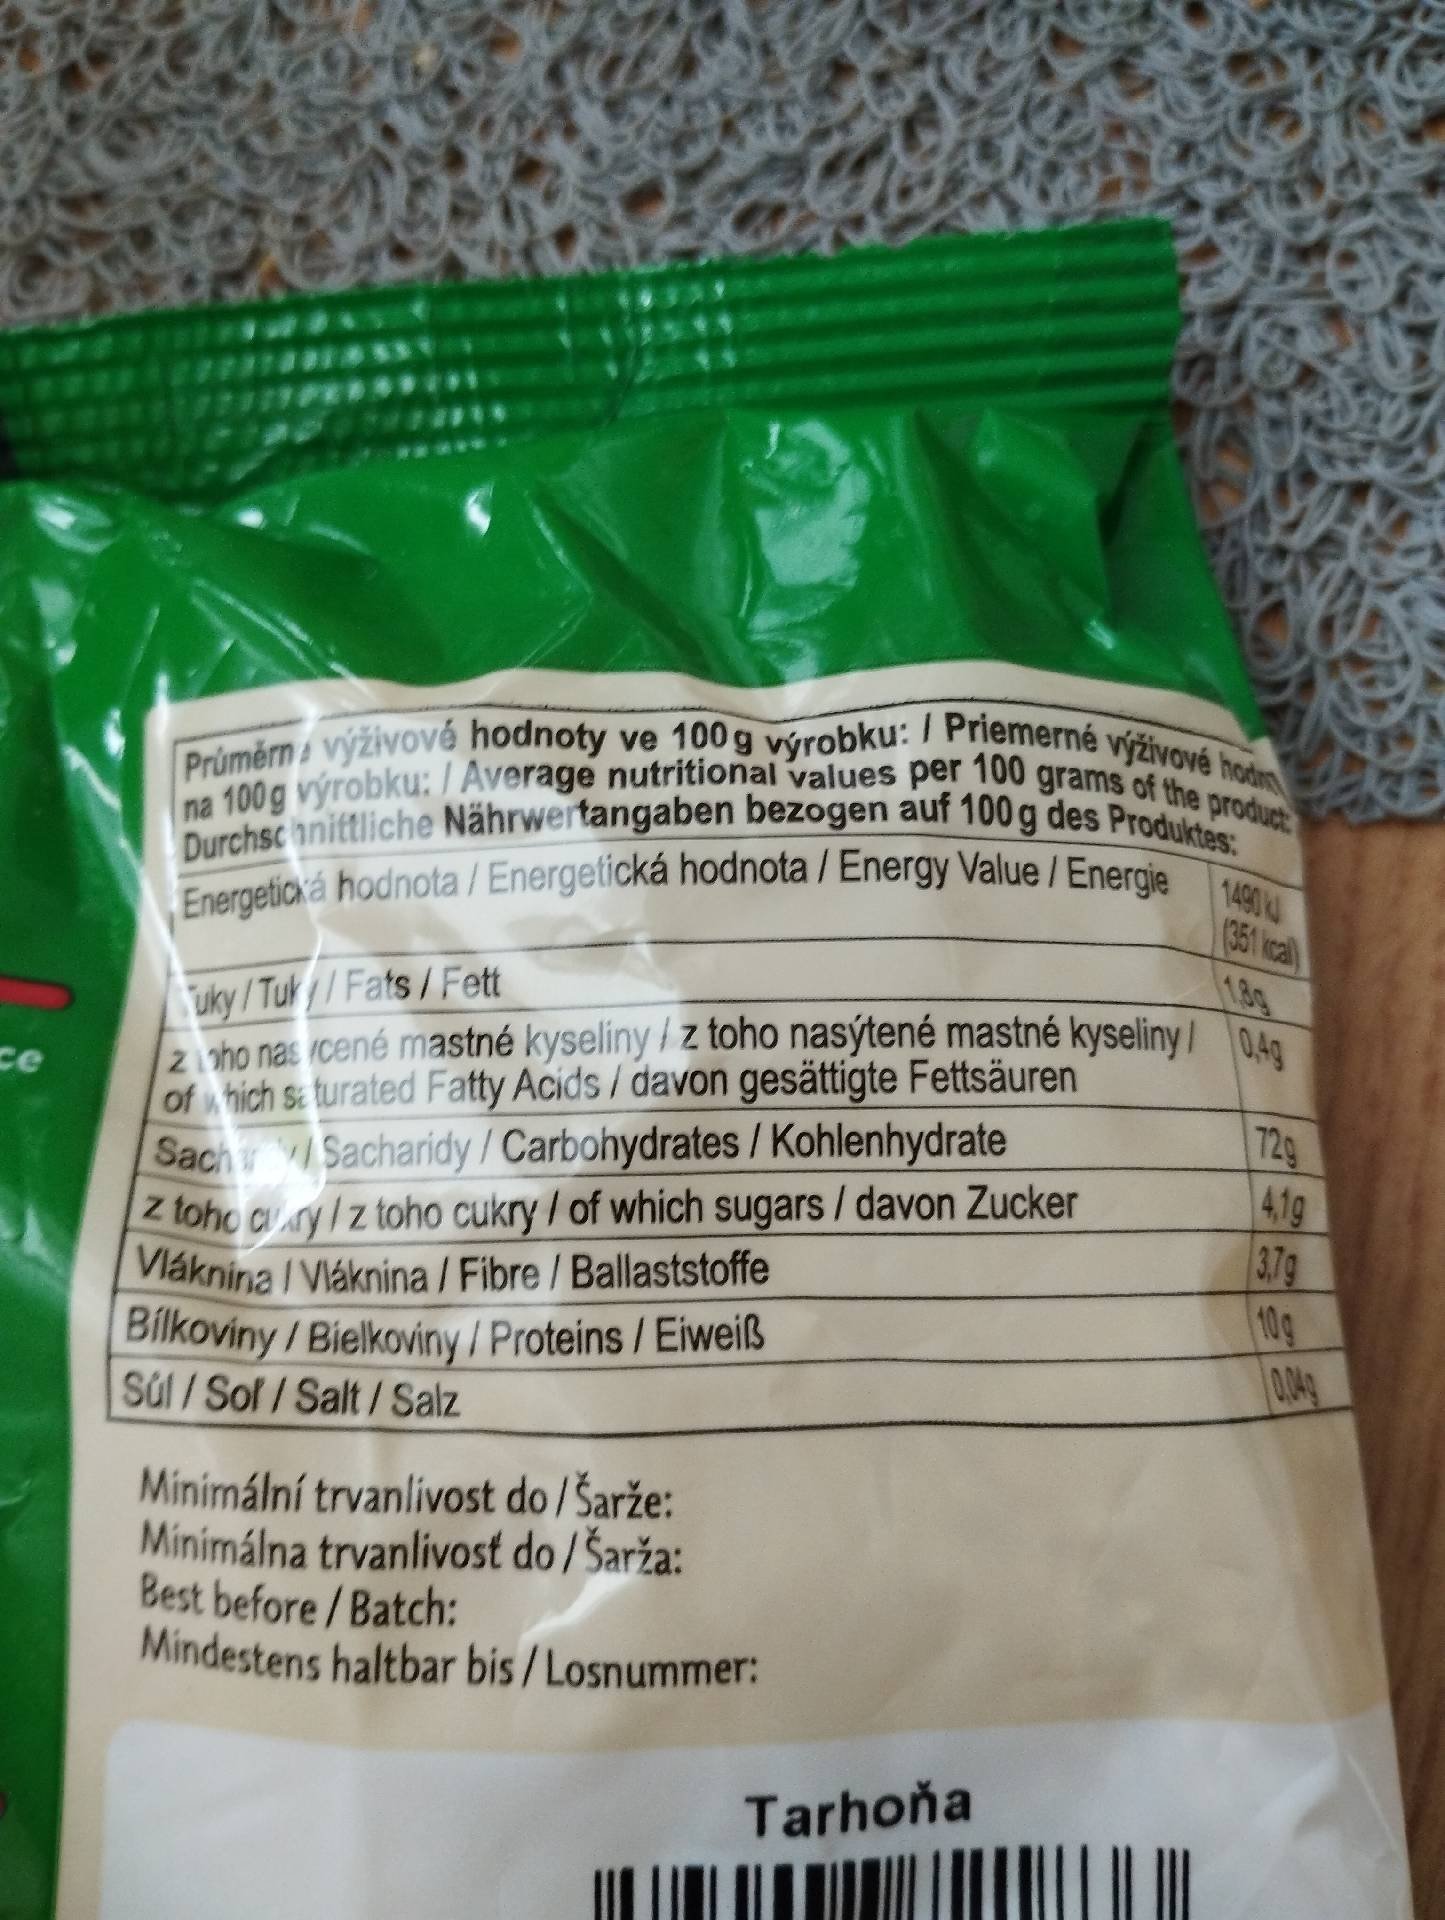 ce
Průměrné výživové hodnoty ve 100g výrobku: / Priemerné výživové
na 100g výrobku: / Average nutritional values per 100 grams of the product:
Durchschnittliche Nährwertangaben bezogen auf 100g des Produktes:
Energetická hodnota / Energetická hodnota / Energy Value / Energie 1490 kJ
(351 kcal)
Tuky / Tuky / Fats / Fett 1,8g
z toho nasycené mastné kyseliny / z toho nasýtené mastné kyseliny / 0,4g
of which saturated Fatty Acids / davon gesättigte Fettsäuren
Sacharidy / Sacharidy / Carbohydrates / Kohlenhydrate 72g
z toho cukry / z toho cukry / of which sugars / davon Zucker 4,1g
Vláknina / Vláknina / Fibre / Ballaststoffe 3,7g
Bílkoviny / Bielkoviny / Proteins / Eiweiß 10g
Sůl / Soľ / Salt / Salz 0,04g
Minimální trvanlivost do / Šarže:
Minimálna trvanlivosť do / Šarža:
Best before / Batch:
Mindestens haltbar bis / Losnummer:
Tarhoňa